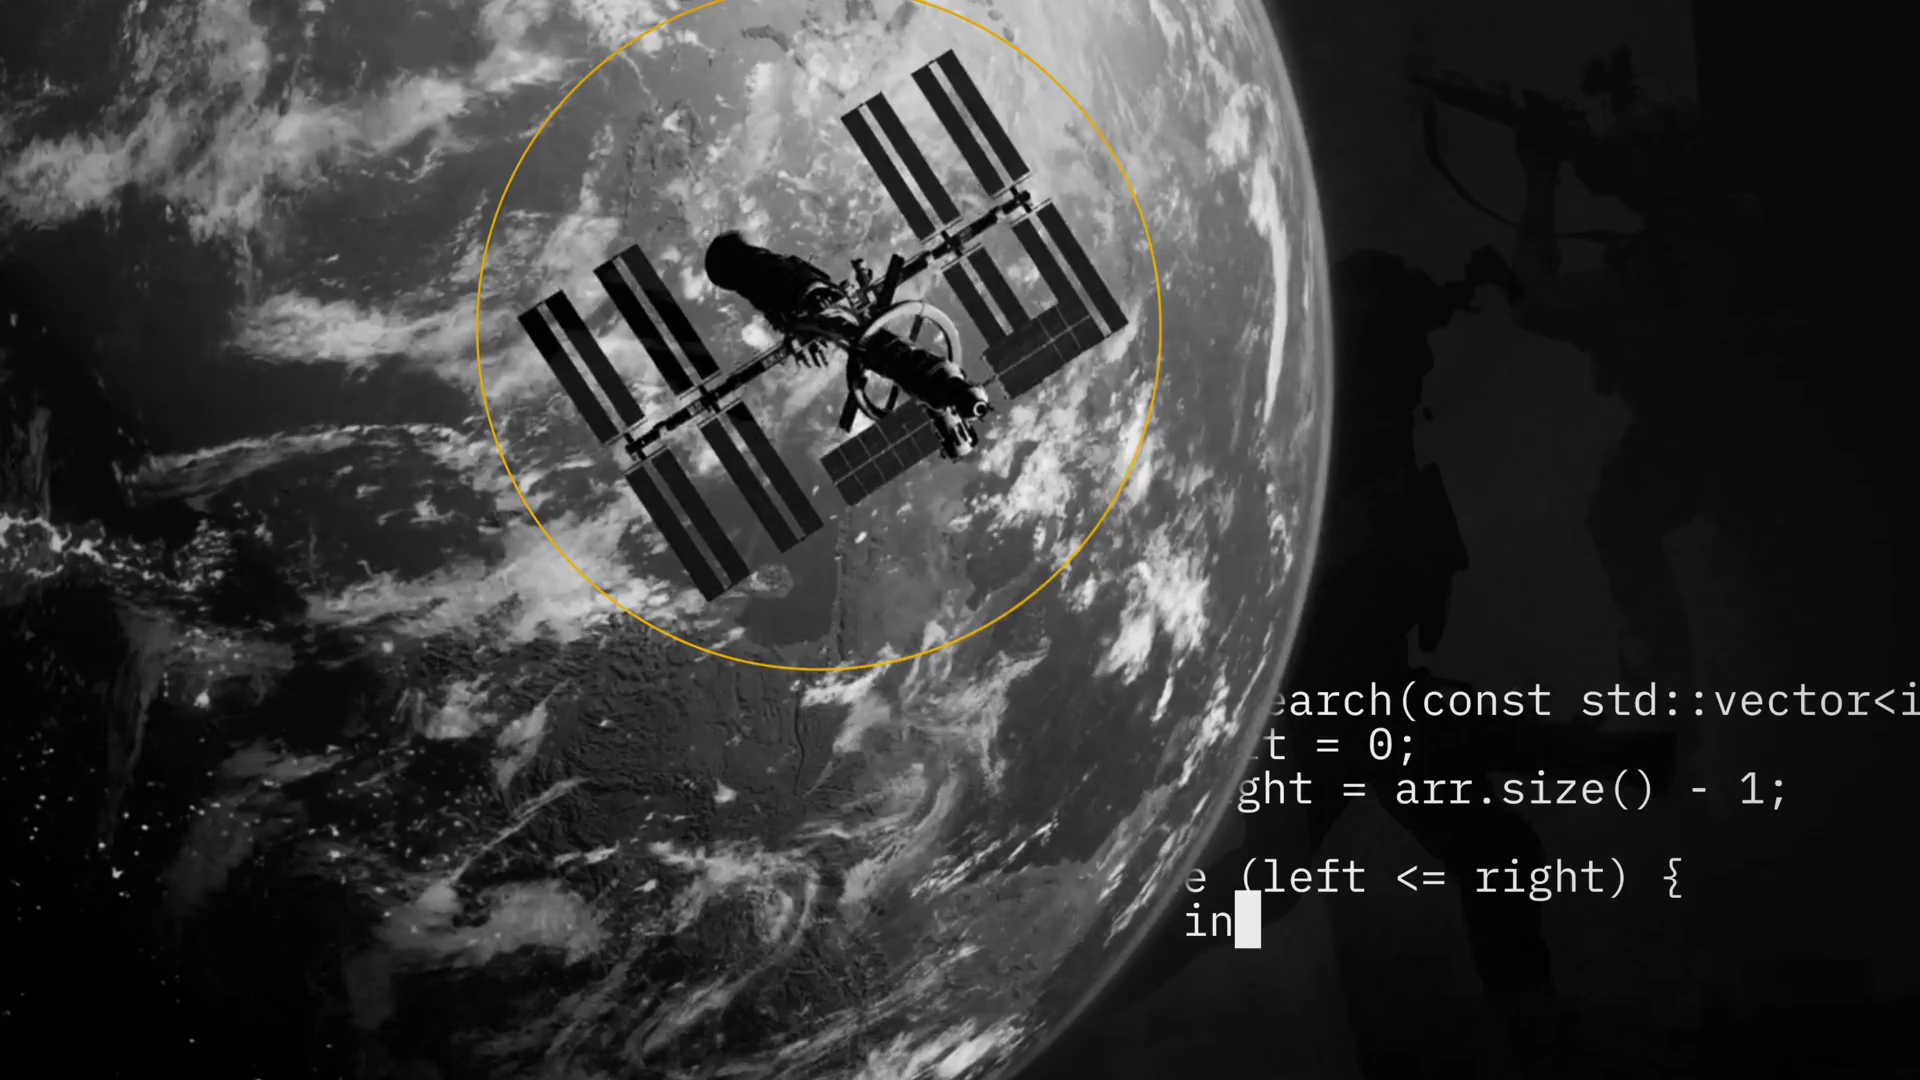 earch(const std::vector<i
t = 0;
ght = arr.size() - 1;
e (left <= right) {
in